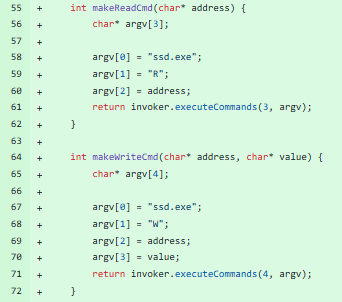 55 + int makeReadCmd(char* address) {
56 + char* argv[3];
57 +
58 + argv[0] = "ssd.exe";
59 + argv[1] = "R";
60 + argv[2] = address;
61 + return invoker.executeCommands(3, argv);
62 + }
63 +
64 + int makeWriteCmd(char* address, char* value) {
65 + char* argv[4];
66 +
67 + argv[0] = "ssd.exe";
68 + argv[1] = "W";
69 + argv[2] = address;
70 + argv[3] = value;
71 + return invoker.executeCommands(4, argv);
72 + }